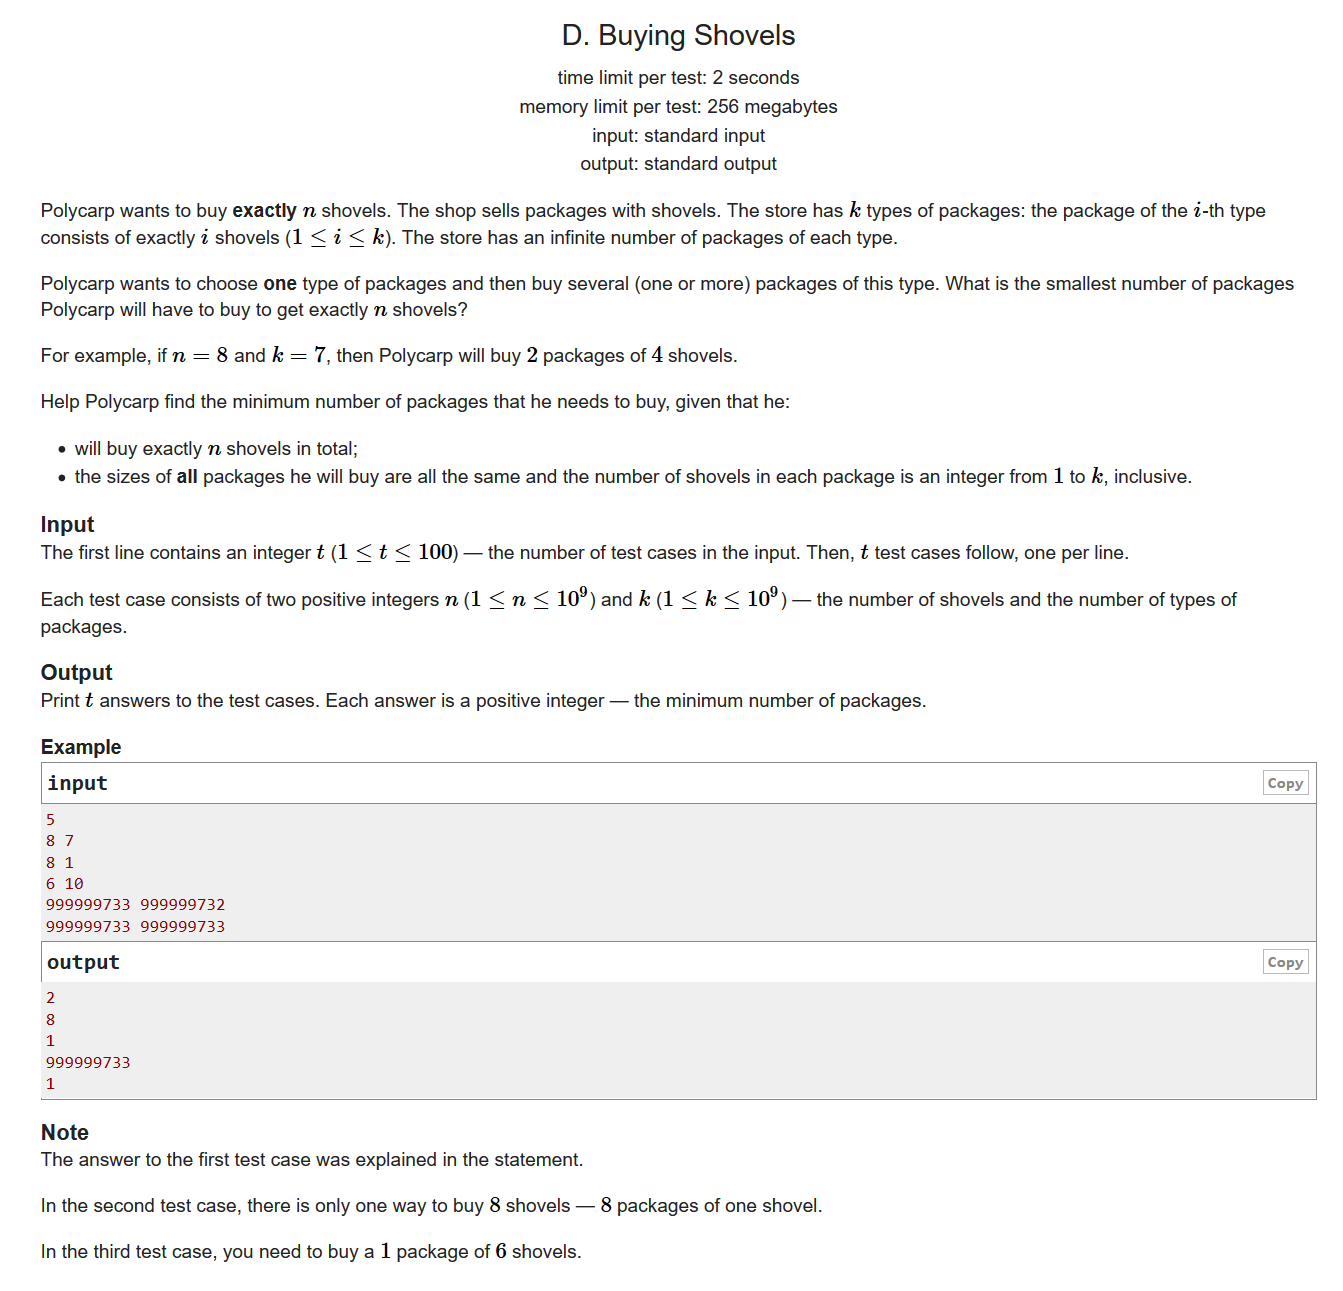 D. Buying Shovels
time limit per test: 2 seconds
memory limit per test: 256 megabytes
input: standard input
output: standard output
Polycarp wants to buy exactly n shovels. The shop sells packages with shovels. The store has k types of packages: the package of the i-th type
consists of exactly i shovels (1 ≤ i ≤ k). The store has an infinite number of packages of each type.
Polycarp wants to choose one type of packages and then buy several (one or more) packages of this type. What is the smallest number of packages
Polycarp will have to buy to get exactly n shovels?
For example, if n = 8 and k = 7, then Polycarp will buy 2 packages of 4 shovels.
Help Polycarp find the minimum number of packages that he needs to buy, given that he:
• will buy exactly n shovels in total;
• the sizes of all packages he will buy are all the same and the number of shovels in each package is an integer from 1 to k, inclusive.
Input
The first line contains an integer t (1 ≤ t ≤ 100) — the number of test cases in the input. Then, t test cases follow, one per line.
Each test case consists of two positive integers n (1 ≤ n ≤ 10⁹) and k (1 ≤ k ≤ 10⁹) — the number of shovels and the number of types of
packages.
Output
Print t answers to the test cases. Each answer is a positive integer — the minimum number of packages.
Example
input Copy
5
8 7
8 1
6 10
999999733 999999732
999999733 999999733
output Copy
2
8
1
999999733
1
Note
The answer to the first test case was explained in the statement.
In the second test case, there is only one way to buy 8 shovels — 8 packages of one shovel.
In the third test case, you need to buy a 1 package of 6 shovels.